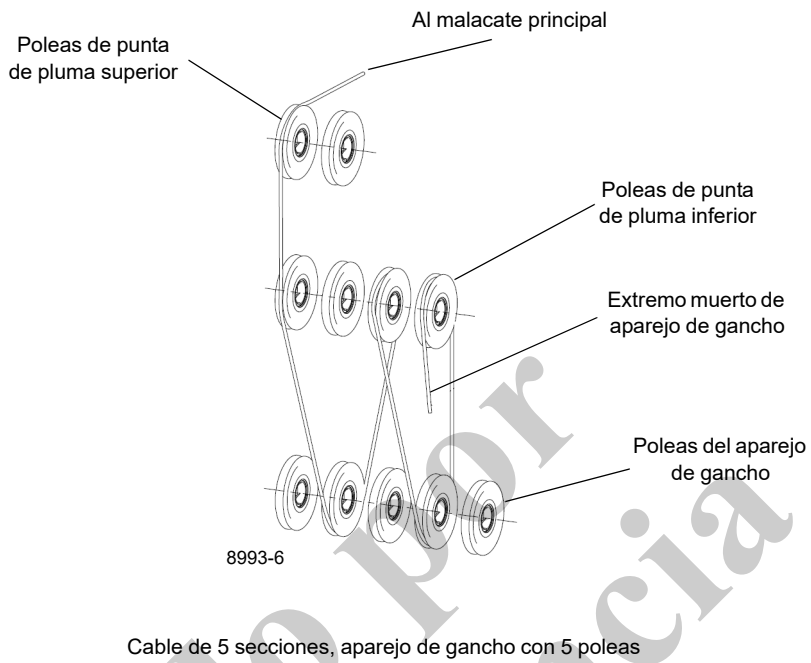 Al malacate principal
Poleas de punta
de pluma superior
Poleas de punta
de pluma inferior
Extremo muerto de
aparejo de gancho
Poleas del aparejo
de gancho
8993-6
Cable de 5 secciones, aparejo de gancho con 5 poleas